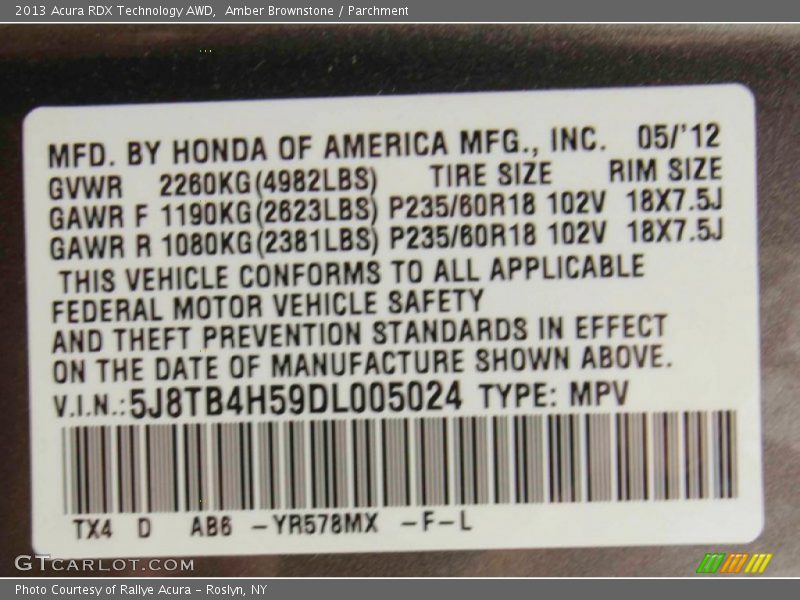 2013 Acura RDX Technology AWD,  Amber Brownstone / Parchment
MFD. BY HONDA OF AMERICA MFG., INC. 05/'12
GVWR 2260KG(4982LBS) TIRE SIZE RIM SIZE
GAWR F 1190KG(2623LBS) P235/60R18 102V 18X7.5J
GAWR R 1080KG(2381LBS) P235/60R18 102V 18X7.5J
THIS VEHICLE CONFORMS TO ALL APPLICABLE
FEDERAL MOTOR VEHICLE SAFETY
AND THEFT PREVENTION STANDARDS IN EFFECT
ON THE DATE OF MANUFACTURE SHOWN ABOVE.
V.I.N.:5J8TB4H59DL005024 TYPE: MPV
TX4 D AB6 -YR578MX -F-L
GTCARLOT.COM
Photo Courtesy of Rallye Acura - Roslyn, NY